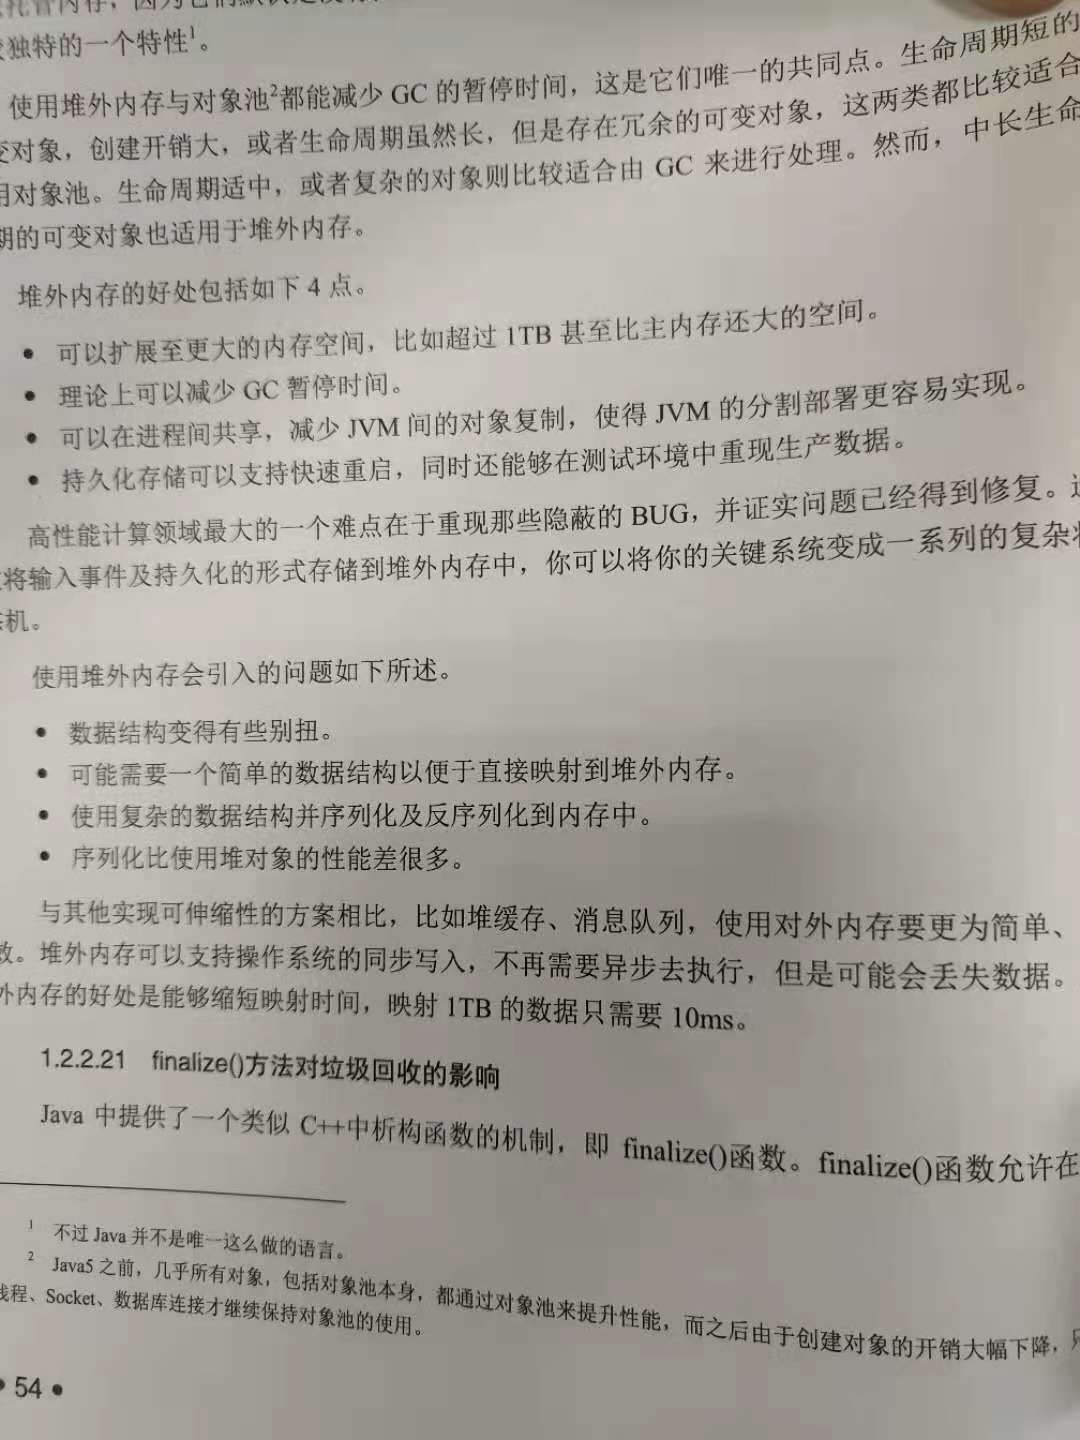 托管内存，因为它们默认是没有
独特的一个特性¹。
使用堆外内存与对象池²都能减少 GC 的暂停时间，这是它们唯一的共同点。生命周期短的
变对象，创建开销大，或者生命周期虽然长，但是存在冗余的可变对象，这两类都比较适合
用对象池。生命周期适中，或者复杂的对象则比较适合由 GC 来进行处理。然而，中长生命
期的可变对象也适用于堆外内存。
堆外内存的好处包括如下 4 点。
• 可以扩展至更大的内存空间，比如超过 1TB 甚至比主内存还大的空间。
• 理论上可以减少 GC 暂停时间。
• 可以在进程间共享，减少 JVM 间的对象复制，使得 JVM 的分割部署更容易实现。
• 持久化存储可以支持快速重启，同时还能够在测试环境中重现生产数据。
高性能计算领域最大的一个难点在于重现那些隐蔽的 BUG，并证实问题已经得到修复。
将输入事件及持久化的形式存储到堆外内存中，你可以将你的关键系统变成一系列的复杂
机。
使用堆外内存会引入的问题如下所述。
• 数据结构变得有些别扭。
• 可能需要一个简单的数据结构以便于直接映射到堆外内存。
• 使用复杂的数据结构并序列化及反序列化到内存中。
• 序列化比使用堆对象的性能差很多。
与其他实现可伸缩性的方案相比，比如堆缓存、消息队列，使用对外内存要更为简单、
效。堆外内存可以支持操作系统的同步写入，不再需要异步去执行，但是可能会丢失数据。
外内存的好处是能够缩短映射时间，映射 1TB 的数据只需要 10ms。
1.2.2.21 finalize()方法对垃圾回收的影响
Java 中提供了一个类似 C++中析构函数的机制，即 finalize()函数。finalize()函数允许在
¹ 不过 Java 并不是唯一这么做的语言。
² Java5 之前，几乎所有对象，包括对象池本身，都通过对象池来提升性能，而之后由于创建对象的开销大幅下降，只
线程、Socket、数据库连接才继续保持对象池的使用。
• 54 •